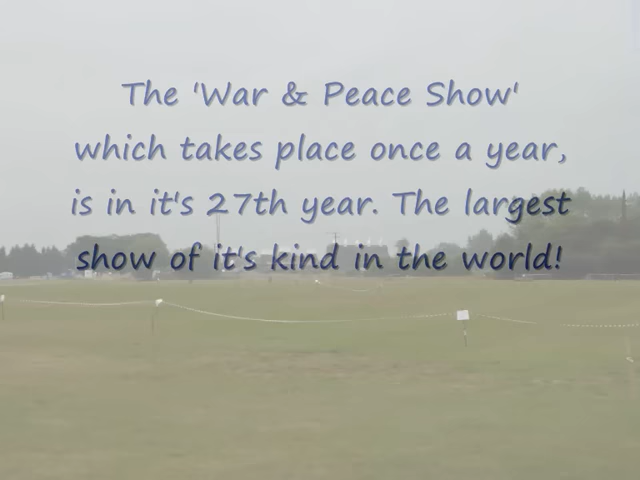 The 'War & Peace Show'
which takes place once a year,
is in it's 27th year. The largest
show of it's kind in the world!